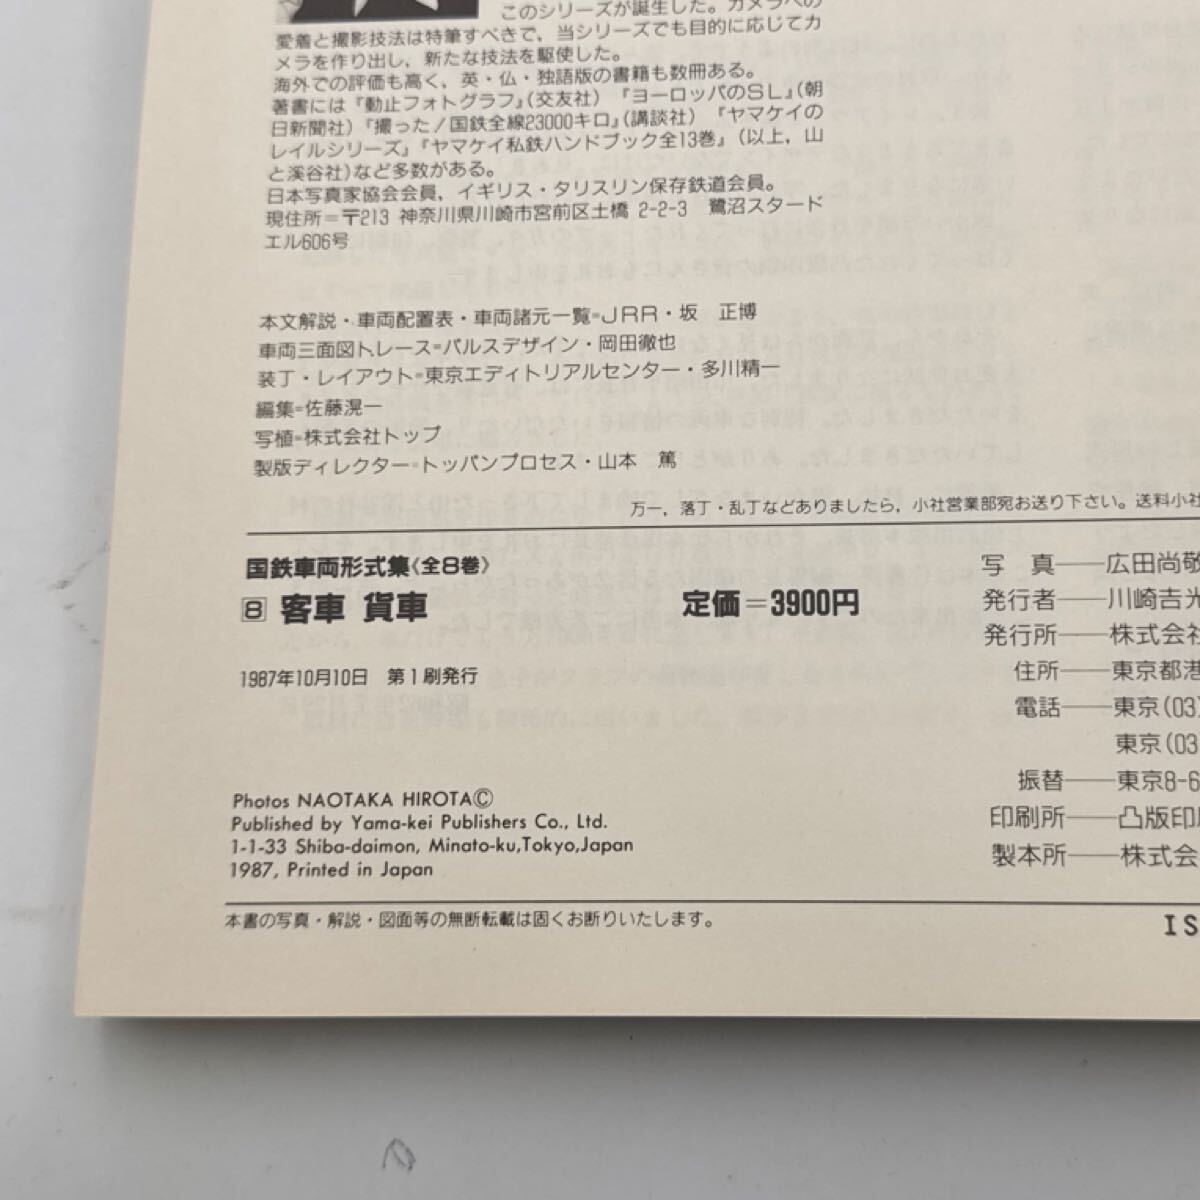 このシリーズが誕生した。カメラへの
愛着と撮影技法は特筆すべきで，当シリーズでも目的に応じてカ
メラを作り出し，新たな技法を駆使した。
海外での評価も高く，英・仏・独語版の書籍も数冊ある。
著書には『動止フォトグラフ』（交友社）『ヨーロッパのSL』（朝
日新聞社）『撮った／国鉄全線23000キロ』（講談社）『ヤマケイの
レイルシリーズ』『ヤマケイ私鉄ハンドブック全13巻』（以上，山
と溪谷社）など多数がある。
日本写真家協会会員，イギリス・タリスリン保存鉄道会員。
現住所＝〒213 神奈川県川崎市宮前区土橋 2-2-3 鷺沼スタード
エル606号
本文解説・車両配置表・車両諸元一覧=JRR・坂 正博
車両三面図トレース=パルスデザイン・岡田徹也
装丁・レイアウト=東京エディトリアルセンター・多川精一
編集=佐藤滉一
写植=株式会社トップ
製版ディレクター=トッパンプロセス・山本 篤
万一，落丁・乱丁などありましたら，小社営業部宛お送り下さい。送料小社
国鉄車両形式集〈全8巻〉
8 客車 貨車
定価＝3900円
1987年10月10日 第1刷発行
写 真――広田尚敬
発行者――川崎吉光
発行所――株式会社
住所――東京都港
電話――東京(03)
東京(03
振替――東京8-6
印刷所――凸版印刷
製本所――株式会
Photos NAOTAKA HIROTA©
Published by Yama-kei Publishers Co., Ltd.
1-1-33 Shiba-daimon, Minato-ku,Tokyo,Japan
1987, Printed in Japan
本書の写真・解説・図面等の無断転載は固くお断りいたします。
IS